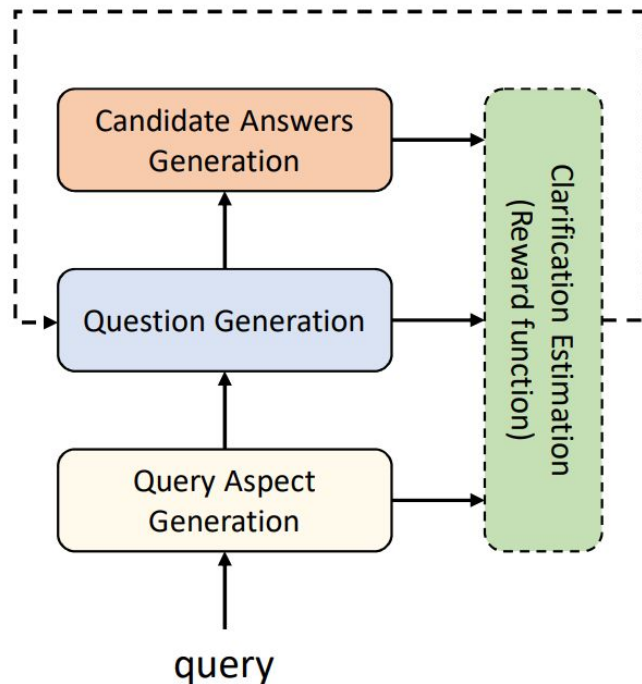 Candidate Answers
Generation
Clarification Estimation
(Reward function)
Question Generation
Query Aspect
Generation
query